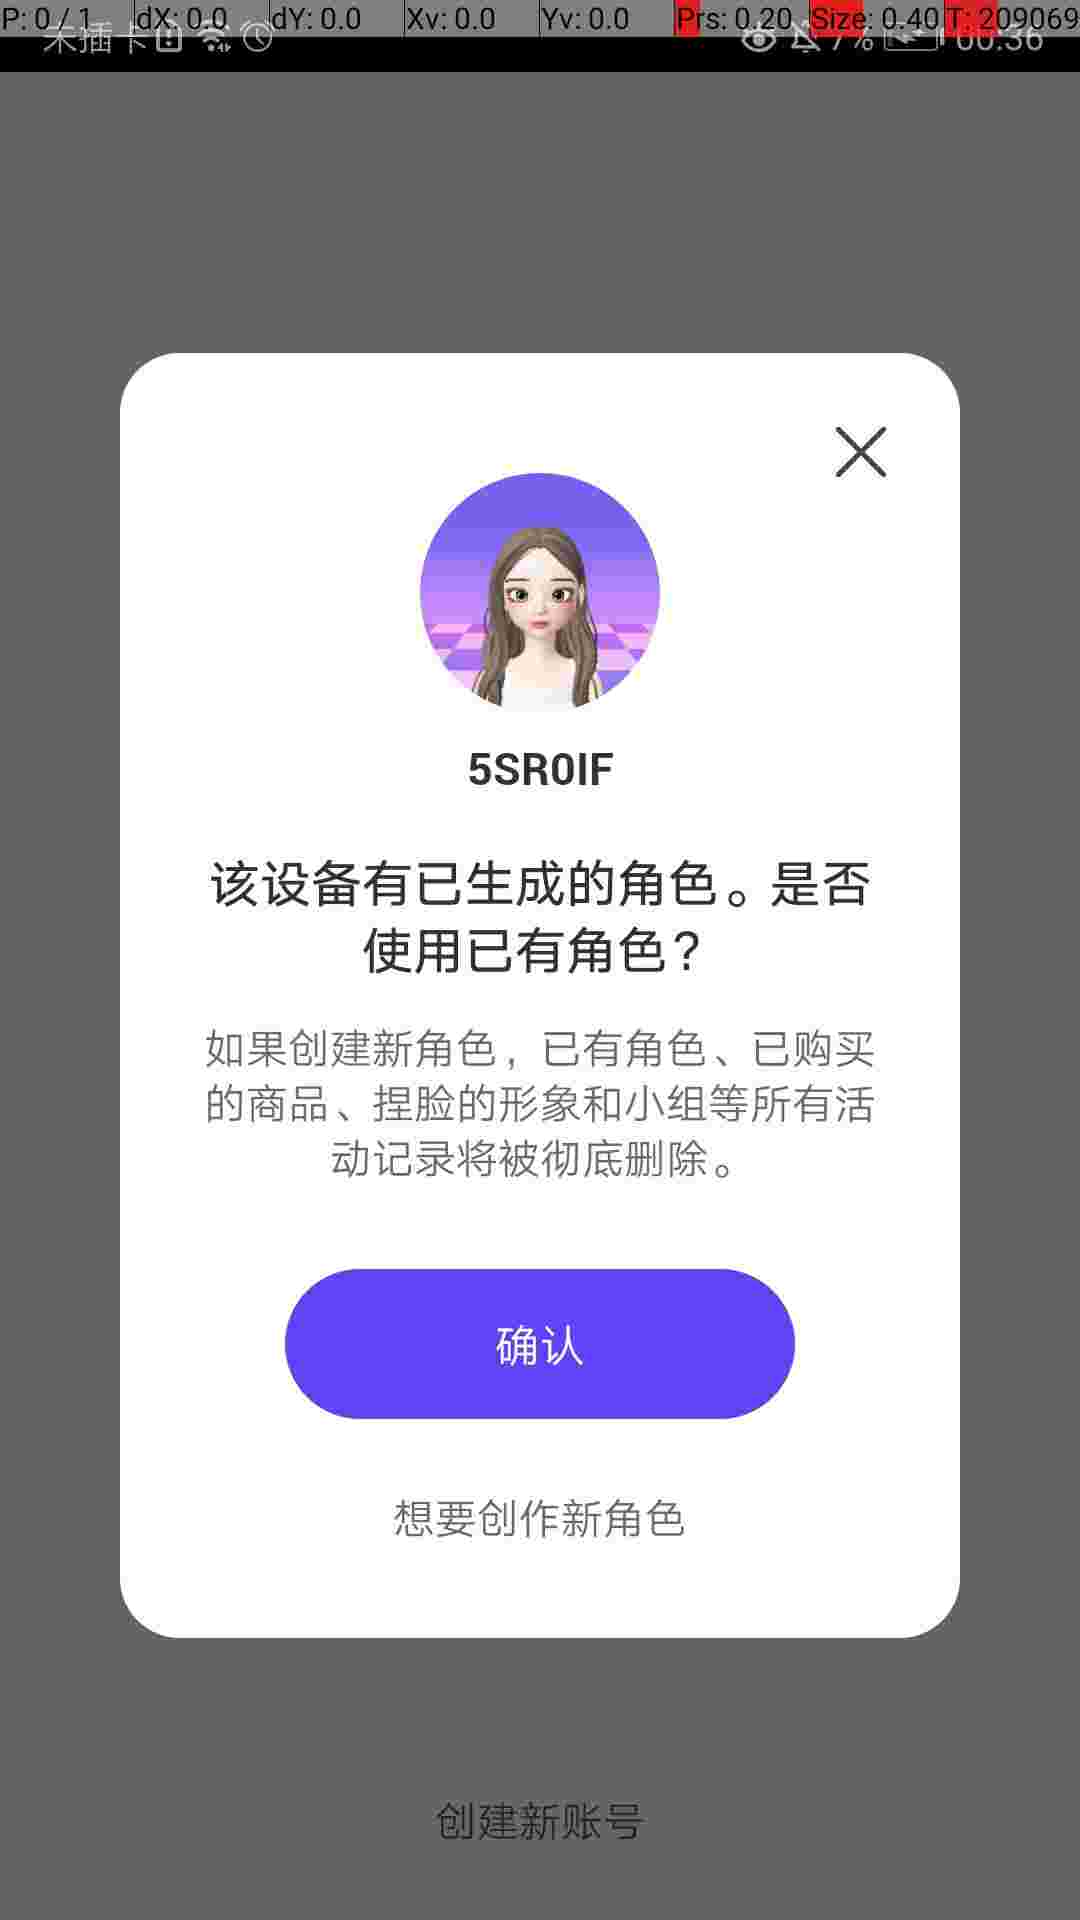 P: 0 / 1 dX: 0.0 dY: 0.0 Xv: 0.0 Yv: 0.0 Prs: 0.20 Size: 0.40 T: 209069
未插卡 7% 00:36
5SR0IF
该设备有已生成的角色。是否
使用已有角色？
如果创建新角色，已有角色、已购买
的商品、捏脸的形象和小组等所有活
动记录将被彻底删除。
确认
想要创作新角色
创建新账号